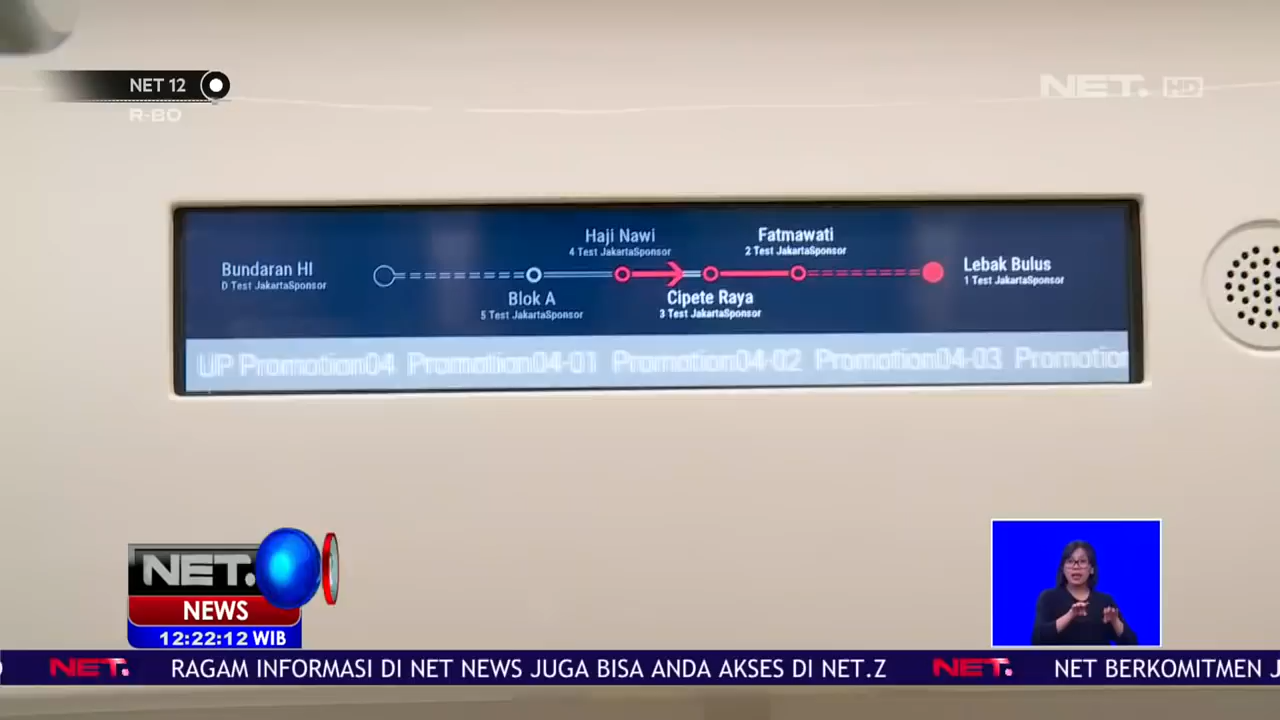 NET 12
R-BO
NET. HD
Haji Nawi
4 Test JakartaSponsor
Fatmawati
2 Test JakartaSponsor
Bundaran HI
D Test JakartaSponsor
Lebak Bulus
1 Test JakartaSponsor
Blok A
5 Test JakartaSponsor
Cipete Raya
3 Test JakartaSponsor
UP Promotion04 Promotion04-01 Promotion04-02 Promotion04-03 Promotion
NET.
NEWS
12:22:12 WIB
NET. RAGAM INFORMASI DI NET NEWS JUGA BISA ANDA AKSES DI NET.Z NET. NET BERKOMITMEN J